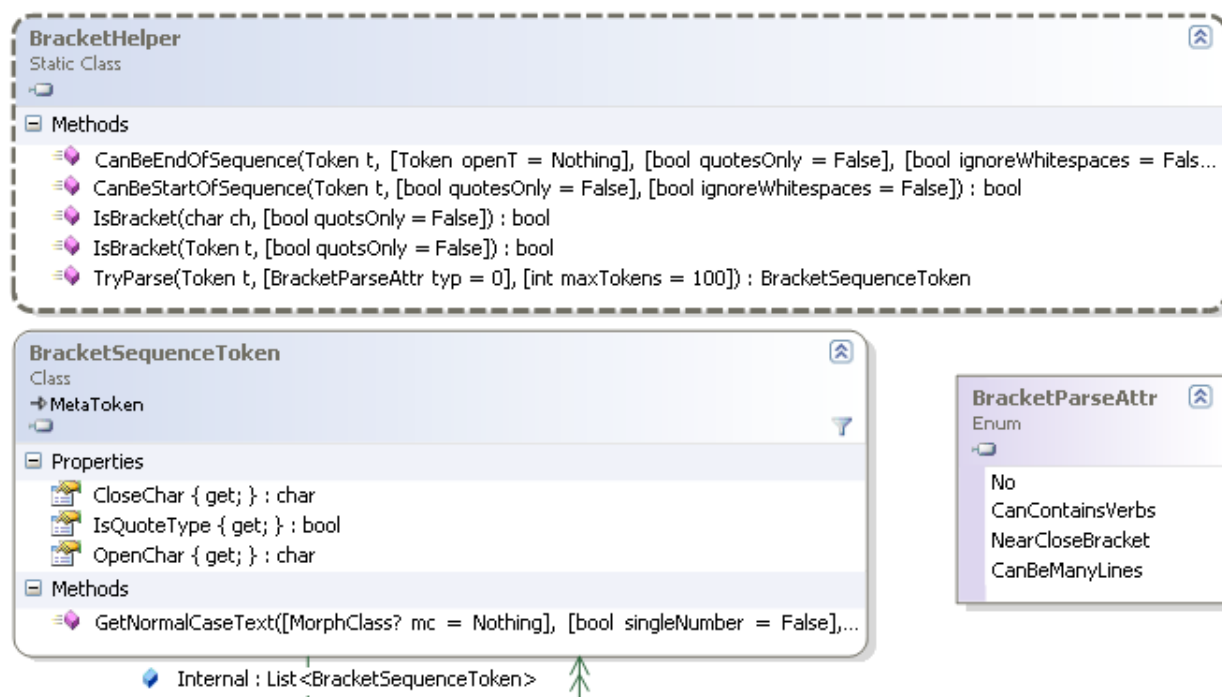 BracketHelper
Static Class
Methods
CanBeEndOfSequence(Token t, [Token openT = Nothing], [bool quotesOnly = False], [bool ignoreWhitespaces = Fals...
CanBeStartOfSequence(Token t, [bool quotesOnly = False], [bool ignoreWhitespaces = False]) : bool
IsBracket(char ch, [bool quotsOnly = False]) : bool
IsBracket(Token t, [bool quotsOnly = False]) : bool
TryParse(Token t, [BracketParseAttr typ = 0], [int maxTokens = 100]) : BracketSequenceToken
BracketSequenceToken
Class
MetaToken
Properties
CloseChar { get; } : char
IsQuoteType { get; } : bool
OpenChar { get; } : char
Methods
GetNormalCaseText([MorphClass? mc = Nothing], [bool singleNumber = False],...
Internal : List<BracketSequenceToken>
BracketParseAttr
Enum
No
CanContainsVerbs
NearCloseBracket
CanBeManyLines